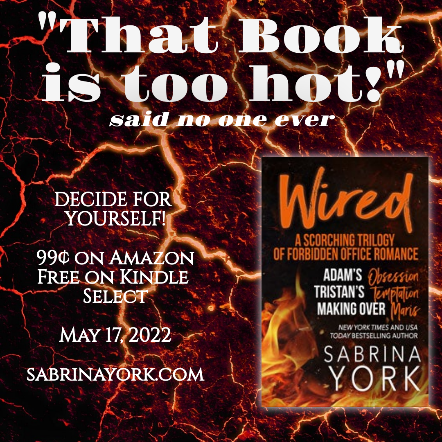 "That Book
is too hot!"
said no one ever
DECIDE FOR
YOURSELF!
99¢ ON AMAZON
FREE ON KINDLE
SELECT
MAY 17, 2022
SABRINAYORK.COM
Wired
A SCORCHING TRILOGY
OF FORBIDDEN OFFICE ROMANCE
ADAM'S Obsession
TRISTAN'S Temptation
MAKING OVER Maris
NEW YORK TIMES AND USA
TODAY BESTSELLING AUTHOR
SABRINA
YORK